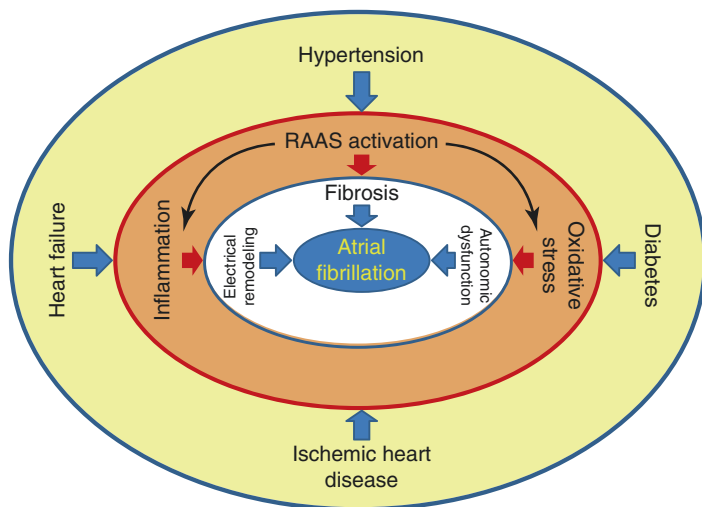 Hypertension
RAAS activation
Fibrosis
Heart failure
Inflammation
Electrical
remodeling
Atrial
fibrillation
Autonomic
dysfunction
Oxidative
stress
Diabetes
Ischemic heart
disease